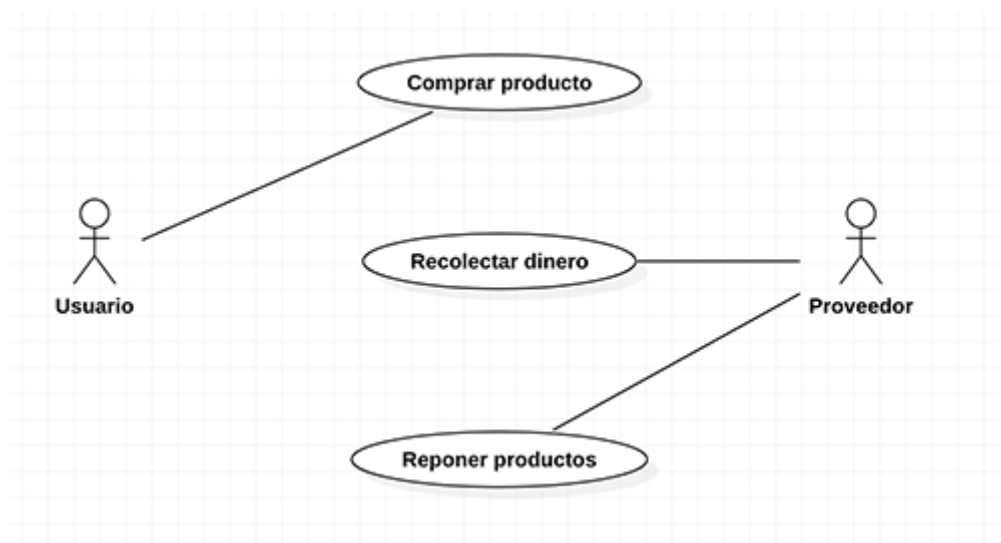 Comprar producto
Recolectar dinero
Usuario
Proveedor
Reponer productos